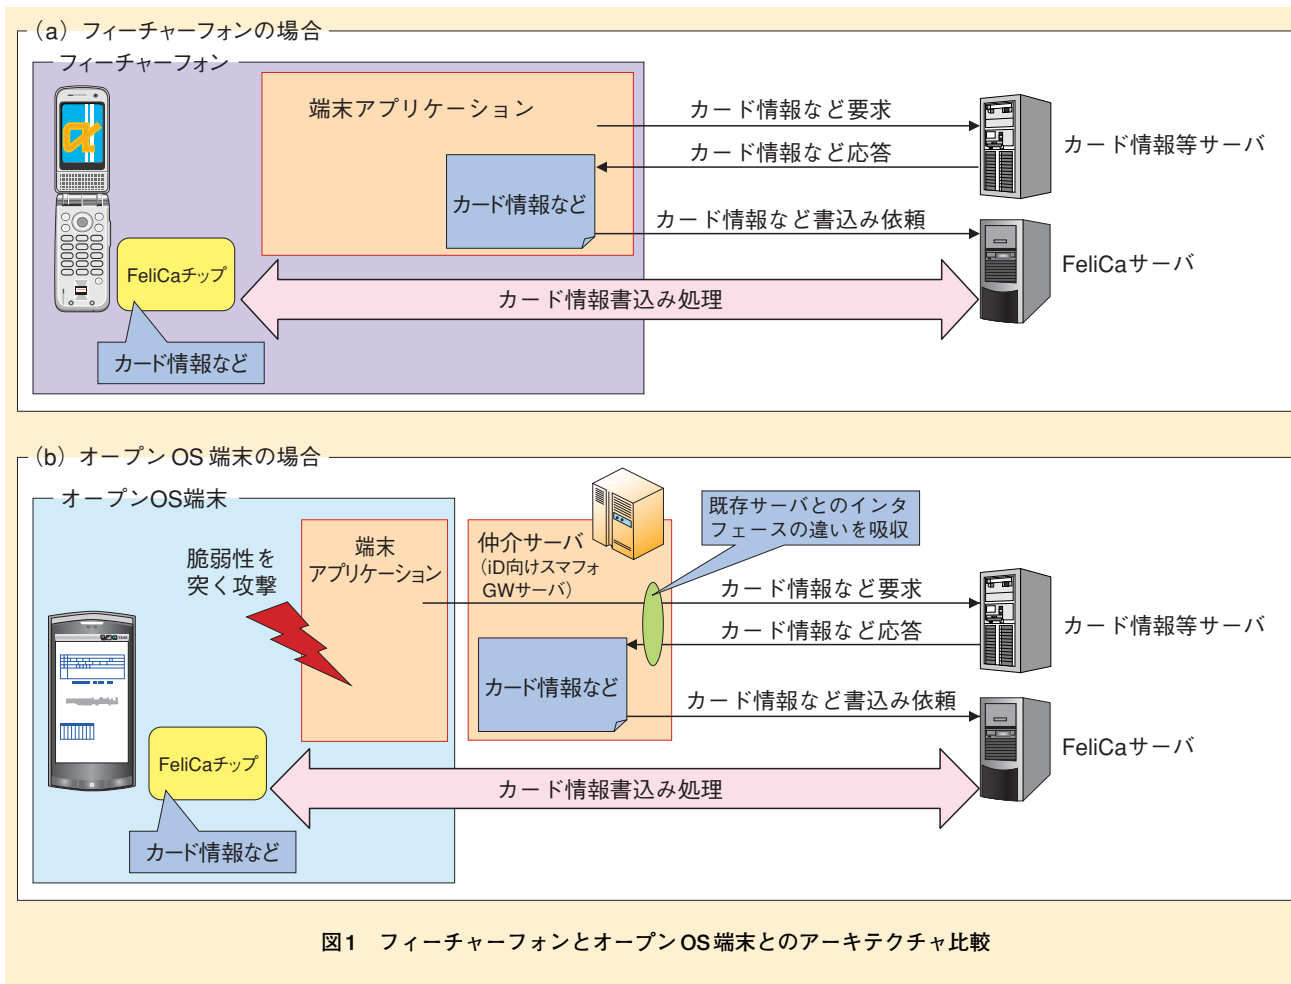 (a) フィーチャーフォンの場合
フィーチャーフォン
端末アプリケーション
カード情報など要求
カード情報等サーバ
カード情報など応答
カード情報など
カード情報など書込み依頼
FeliCaサーバ
FeliCaチップ
カード情報書込み処理
カード情報など
(b) オープンOS端末の場合
オープンOS端末
既存サーバとのインタ
フェースの違いを吸収
端末
アプリケーション
仲介サーバ
(iD向けスマフォ
GWサーバ)
脆弱性を
突く攻撃
カード情報など要求
カード情報等サーバ
カード情報など応答
カード情報など
カード情報など書込み依頼
FeliCaサーバ
FeliCaチップ
カード情報書込み処理
カード情報など
図1 フィーチャーフォンとオープンOS端末とのアーキテクチャ比較